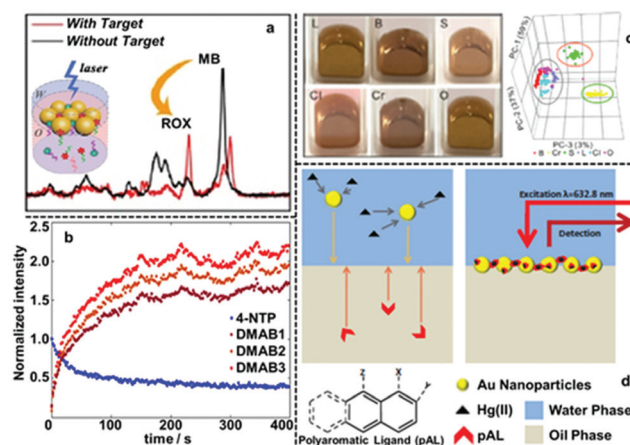 With Target
Without Target
a
laser
W
O
MB
ROX
L
B
S
Cl
Cr
O
PC-1 (59%)
PC-2 (37%)
PC-3 (3%)
B Cr S L Cl O
b
Normalized intensity
2.5
2.0
1.5
1.0
0.5
4-NTP
DMAB1
DMAB2
DMAB3
0
100
200
300
400
time / s
Excitation λ=632.8 nm
Detection
Z
X
Y
Polyaromatic Ligand (pAL)
d
Au Nanoparticles
Hg(II)
Water Phase
pAL
Oil Phase